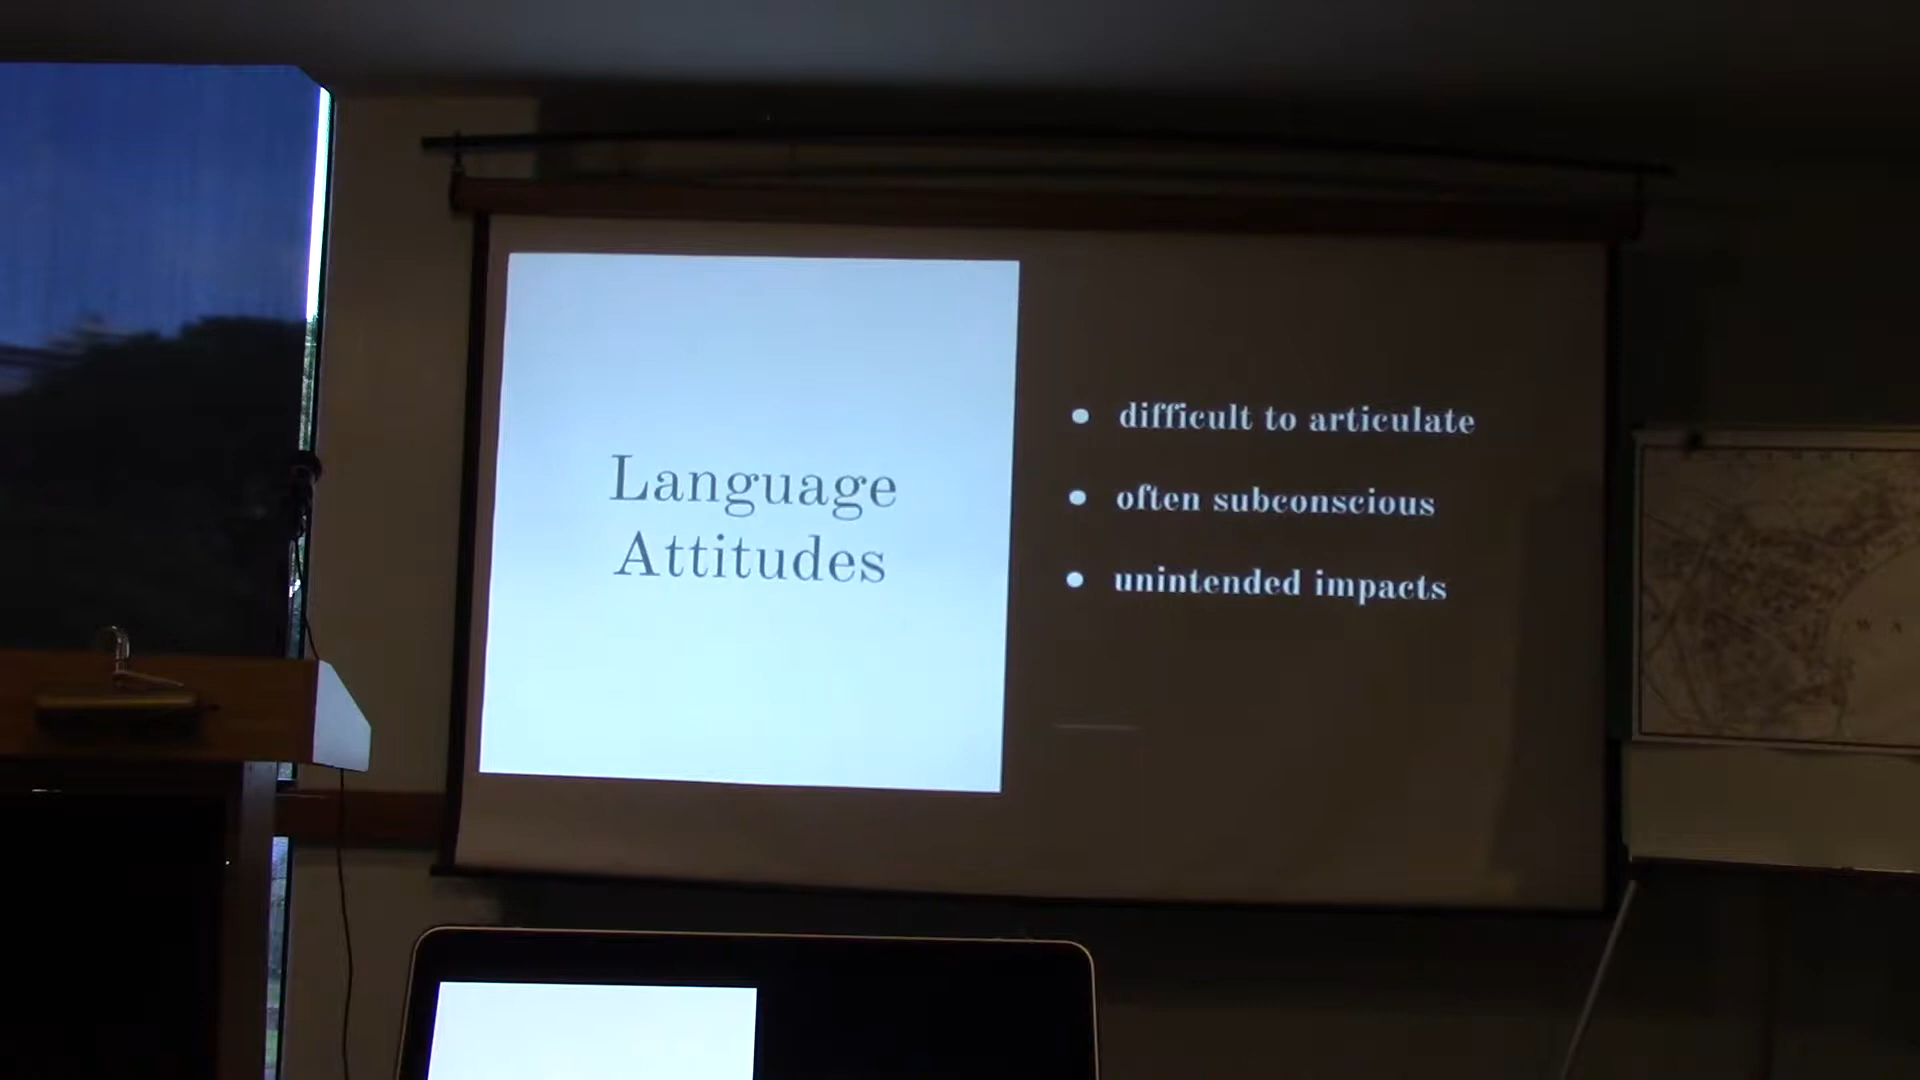 Language
Attitudes
● difficult to articulate
● often subconscious
● unintended impacts
W A